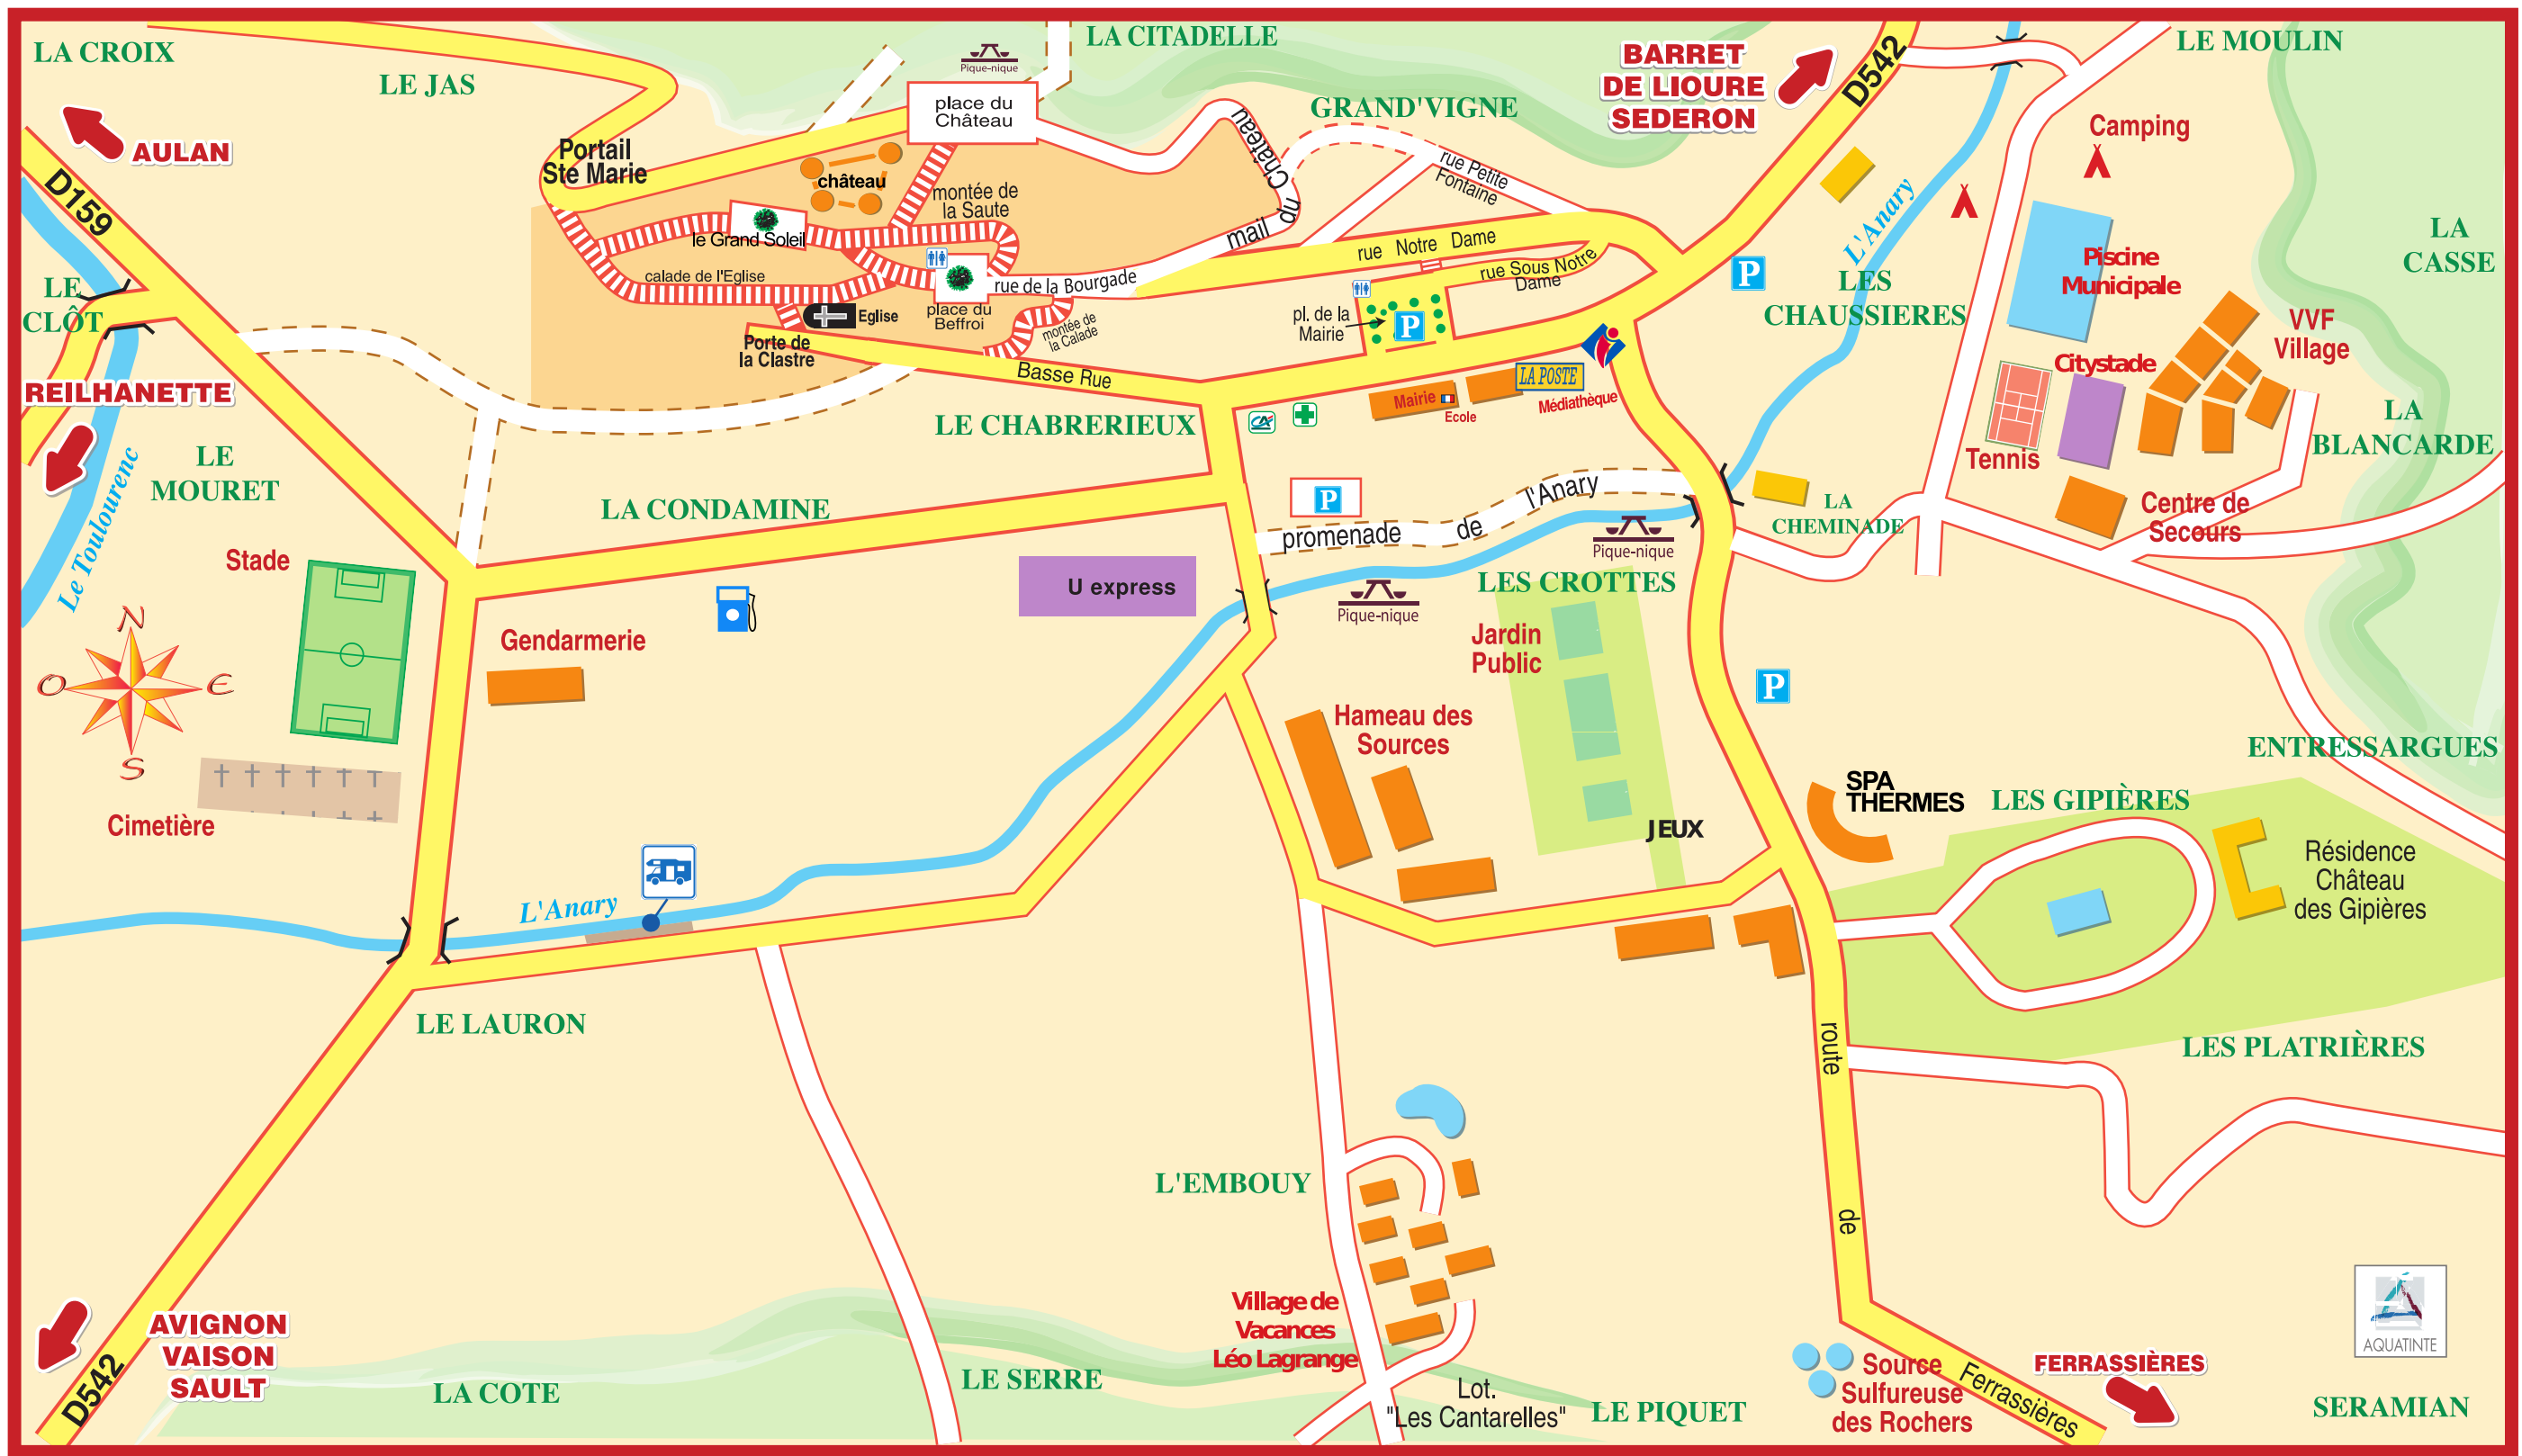 LA CROIX
LE JAS
Pique-nique
LA CITADELLE
BARRET
DE LIOURE
SEDERON
D542
LE MOULIN
AULAN
D159
Portail
Ste Marie
place du
Château
château
montée de
la Saute
le Grand Soleil
calade de l'Eglise
Eglise
place du
Beffroi
rue de la Bourgade
montée de
la Calade
mail du Château
GRAND'VIGNE
rue Petite
Fontaine
rue Notre Dame
rue Sous Notre
Dame
pl. de la
Mairie
P
P
L'Anary
LES
CHAUSSIERES
Camping
Piscine
Municipale
Citystade
VVF
Village
LA
CASSE
LA
BLANCARDE
Tennis
Centre de
Secours
LE
CLÔT
REILHANETTE
LE
MOURET
Le Toulourenc
Porte de
la Clastre
Basse Rue
LE CHABRERIEUX
CA
Mairie
Ecole
LA POSTE
Médiathèque
LA CONDAMINE
P
promenade de l'Anary
Pique-nique
LA
CHEMINADE
Stade
N
O
E
S
Gendarmerie
U express
Pique-nique
LES CROTTES
Jardin
Public
P
Hameau des
Sources
JEUX
SPA
THERMES
LES GIPIÈRES
ENTRESSARGUES
Résidence
Château
des Gipières
Cimetière
L'Anary
LE LAURON
LES PLATRIÈRES
L'EMBOUY
route de Ferrassières
Village de
Vacances
Léo Lagrange
AVIGNON
VAISON
SAULT
D542
LA COTE
LE SERRE
Lot.
"Les Cantarelles"
LE PIQUET
Source
Sulfureuse
des Rochers
FERRASSIÈRES
AQUATINTE
SERAMIAN